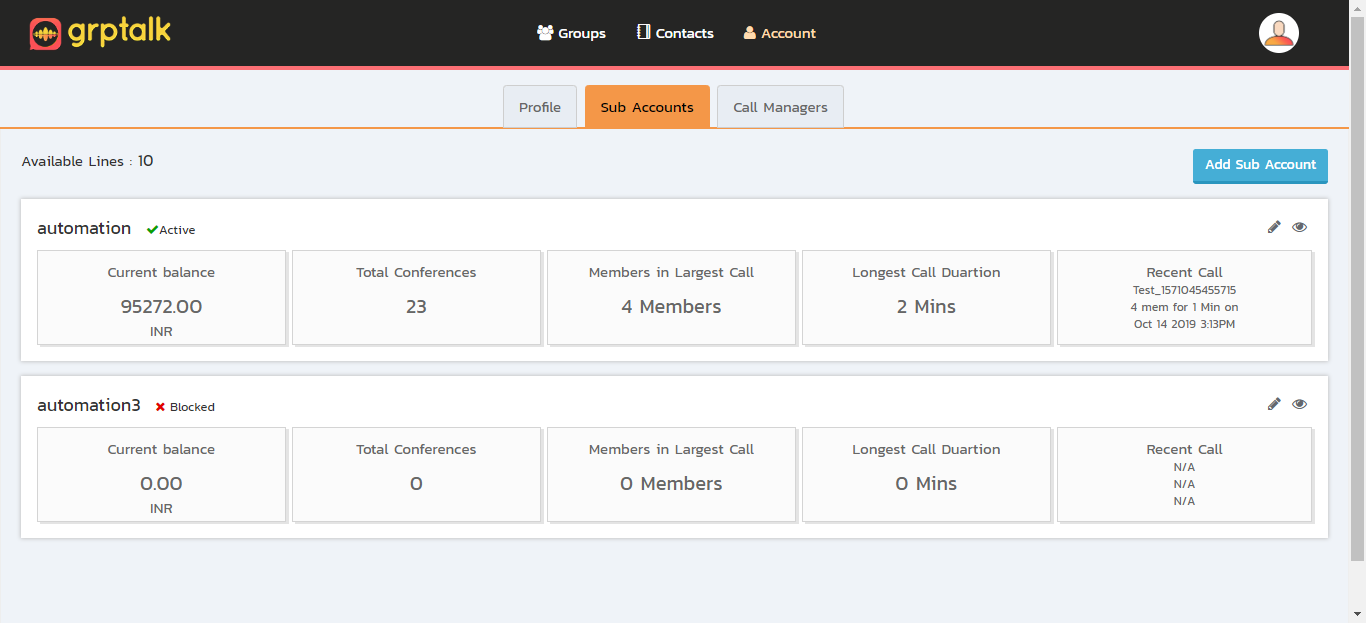 grptalk
Groups Contacts Account
Profile Sub Accounts Call Managers
Available Lines : 10
Add Sub Account
automation Active
Current balance
95272.00
INR
Total Conferences
23
Members in Largest Call
4 Members
Longest Call Duartion
2 Mins
Recent Call
Test_1571045455715
4 mem for 1 Min on
Oct 14 2019 3:13PM
automation3 Blocked
Current balance
0.00
INR
Total Conferences
0
Members in Largest Call
0 Members
Longest Call Duartion
0 Mins
Recent Call
N/A
N/A
N/A